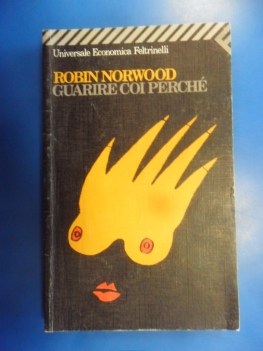 Universale Economica Feltrinelli
ROBIN NORWOOD
GUARIRE COI PERCHÉ